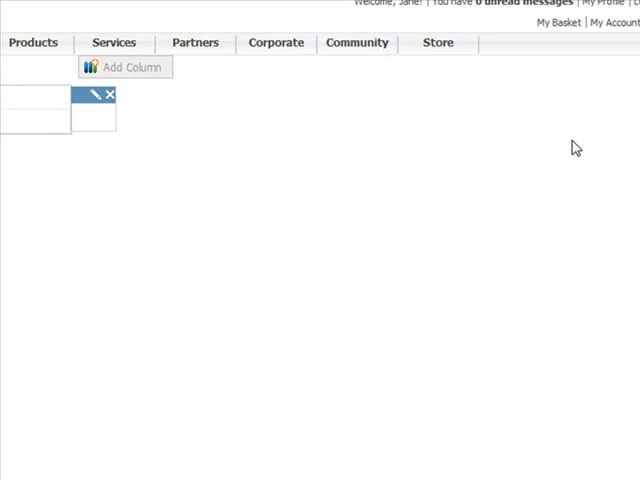 Welcome, Jane! | You have 0 unread messages | My Profile |
My Basket | My Account
Products Services Partners Corporate Community Store
Add Column